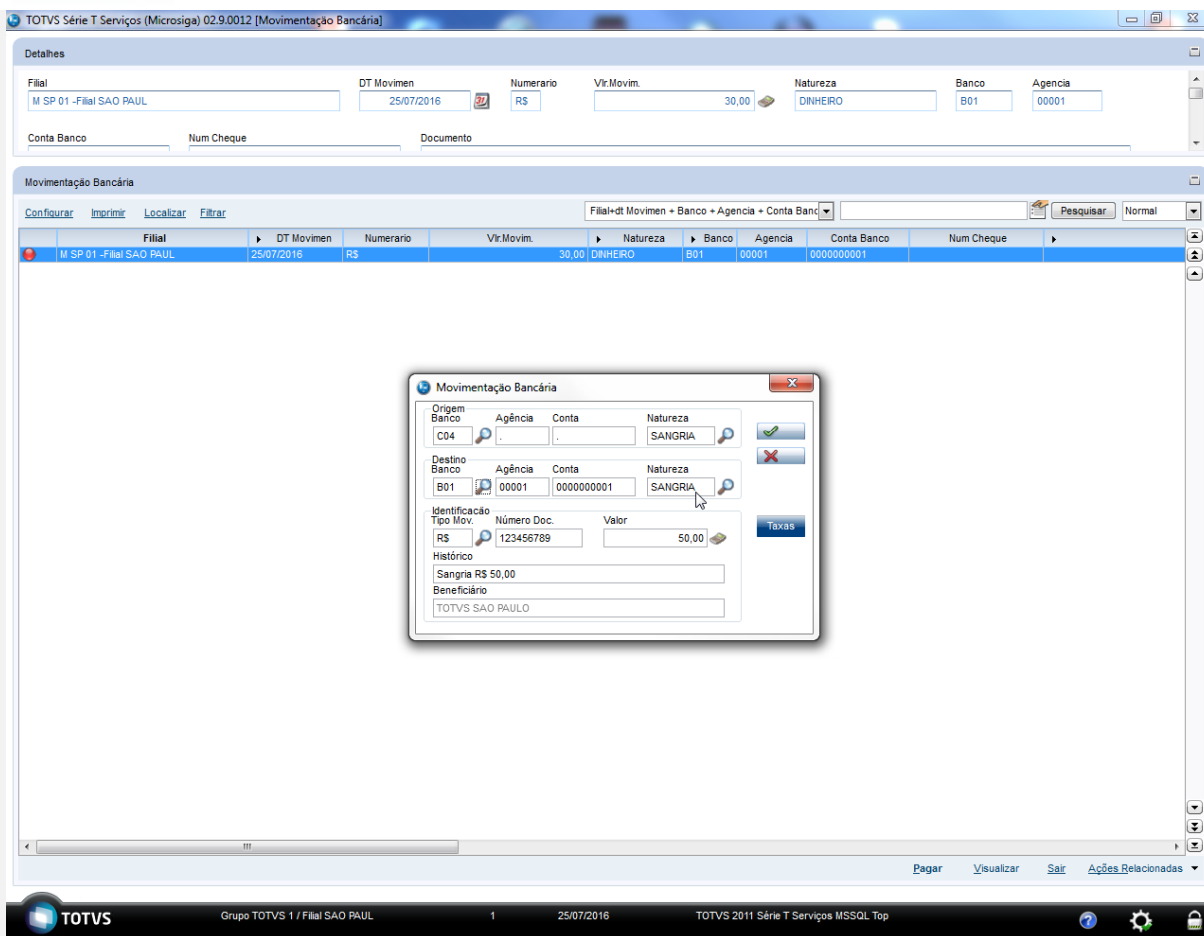 TOTVS Série T Serviços (Microsiga) 02.9.0012 [Movimentação Bancária]
Detalhes
Filial DT Movimen Numerario Vlr.Movim. Natureza Banco Agencia
M SP 01 -Filial SAO PAUL 25/07/2016 31 R$ 30,00 DINHEIRO B01 00001
Conta Banco Num Cheque Documento
Movimentação Bancária
Configurar Imprimir Localizar Filtrar Filial+dt Movimen + Banco + Agencia + Conta Banc Pesquisar Normal
Filial DT Movimen Numerario Vlr.Movim. Natureza Banco Agencia Conta Banco Num Cheque
M SP 01 -Filial SAO PAUL 25/07/2016 R$ 30,00 DINHEIRO B01 00001 0000000001
Movimentação Bancária
Origem
Banco Agência Conta Natureza
C04 . . SANGRIA
Destino
Banco Agência Conta Natureza
B01 00001 0000000001 SANGRIA
Identificacão
Tipo Mov. Número Doc. Valor
R$ 123456789 50,00 Taxas
Histórico
Sangria R$ 50,00
Beneficiário
TOTVS SAO PAULO
Pagar Visualizar Sair Ações Relacionadas
TOTVS Grupo TOTVS 1 / Filial SAO PAUL 1 25/07/2016 TOTVS 2011 Série T Serviços MSSQL Top ?